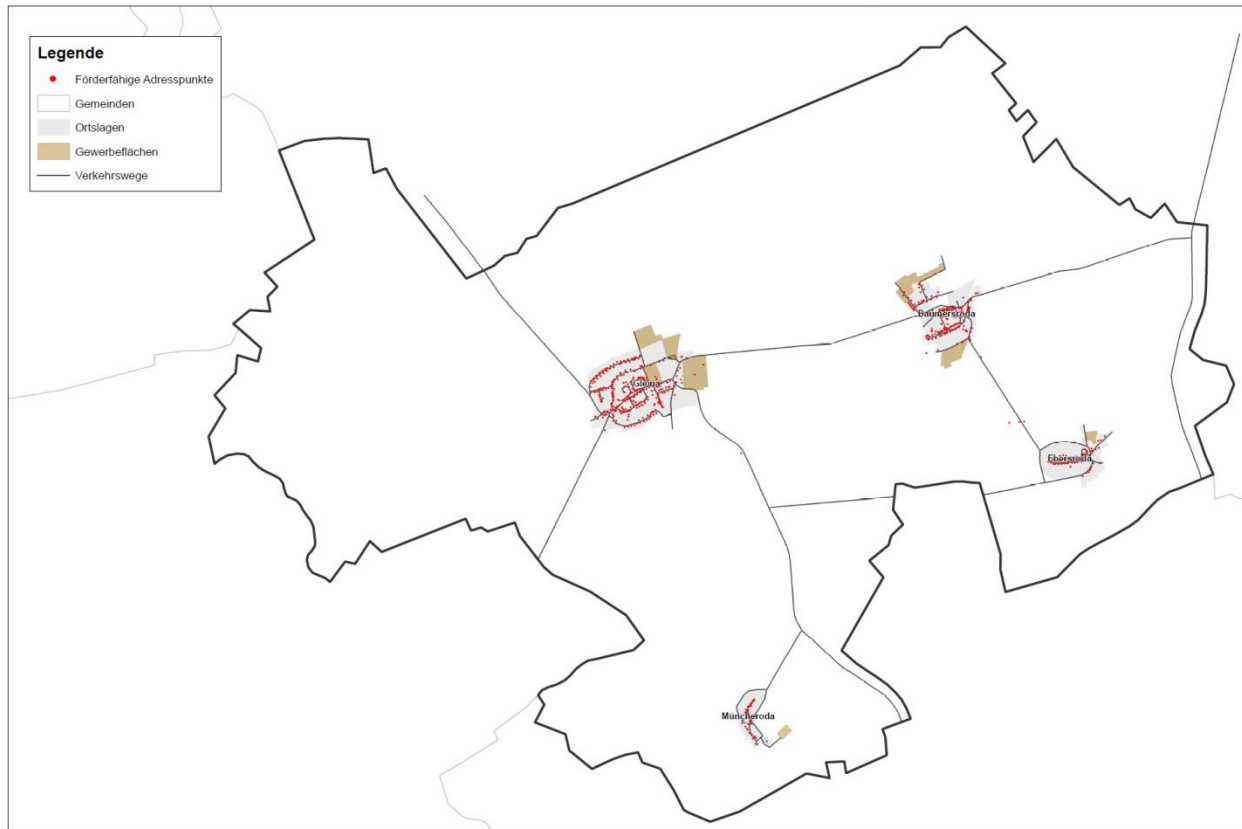 Legende
Förderfähige Adresspunkte
Gemeinden
Ortslagen
Gewerbeflächen
Verkehrswege
Baumersroda
Gleina
Ebersroda
Müncheroda